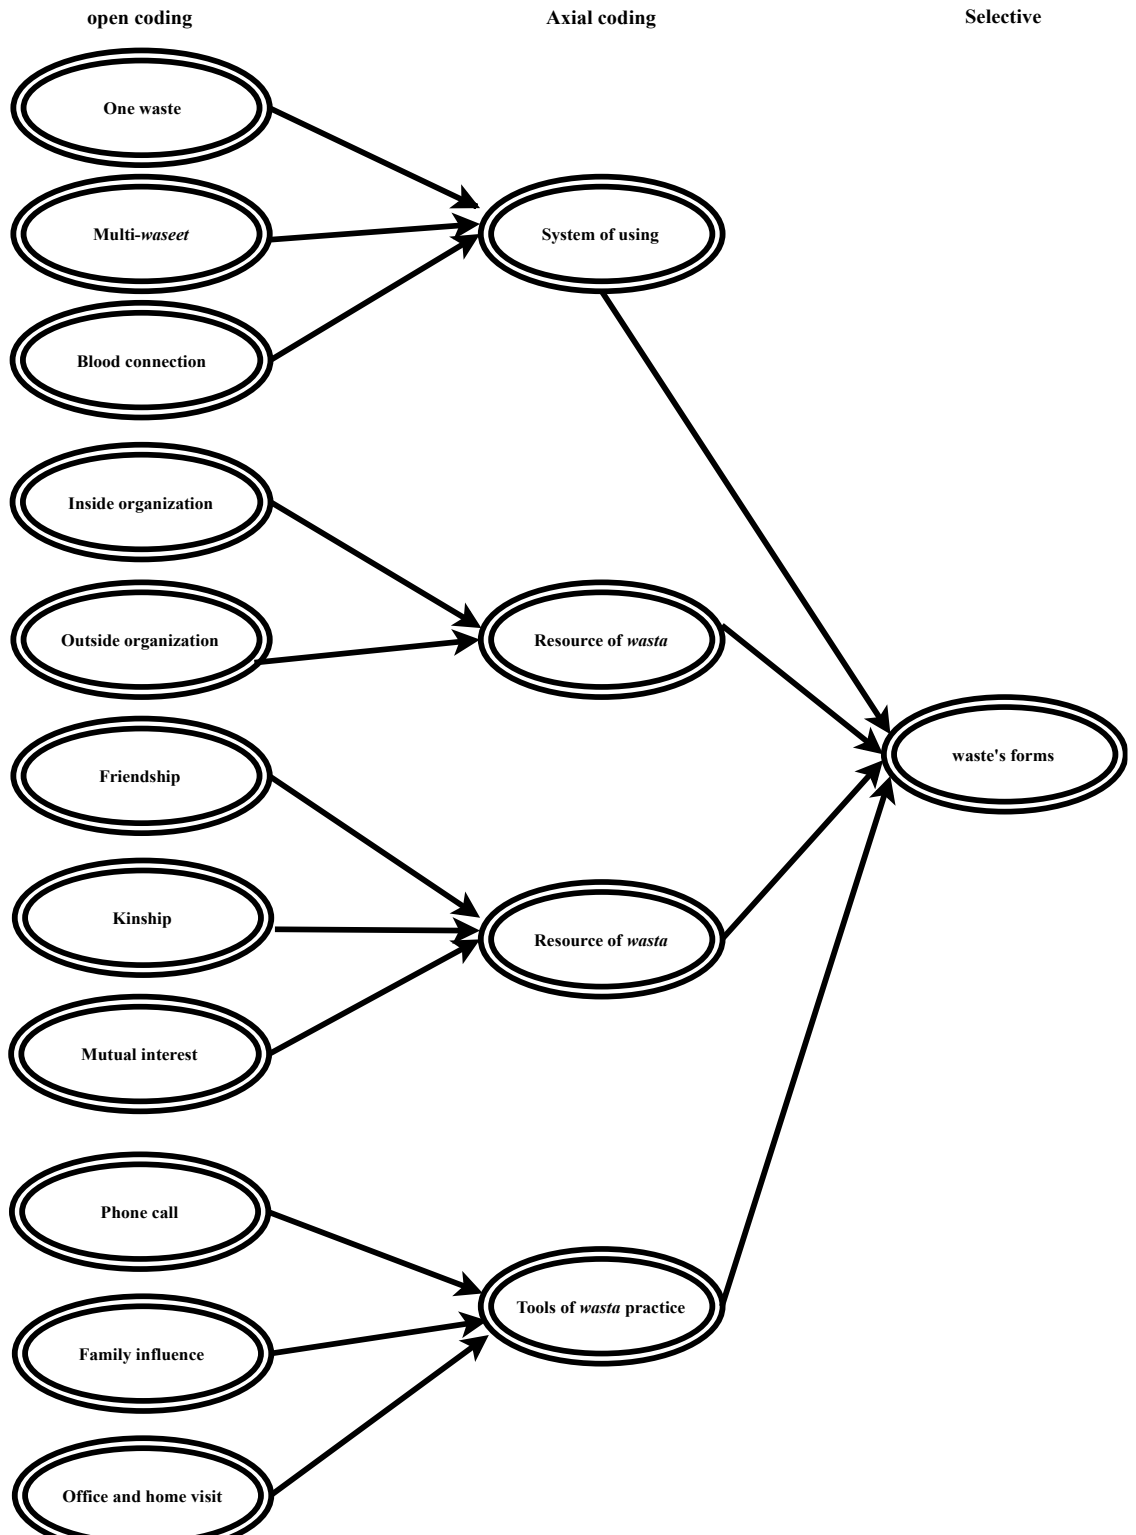 open coding
Axial coding
Selective
One waste
Multi-waseet
System of using
Blood connection
Inside organization
Outside organization
Resource of wasta
Friendship
waste's forms
Kinship
Resource of wasta
Mutual interest
Phone call
Tools of wasta practice
Family influence
Office and home visit